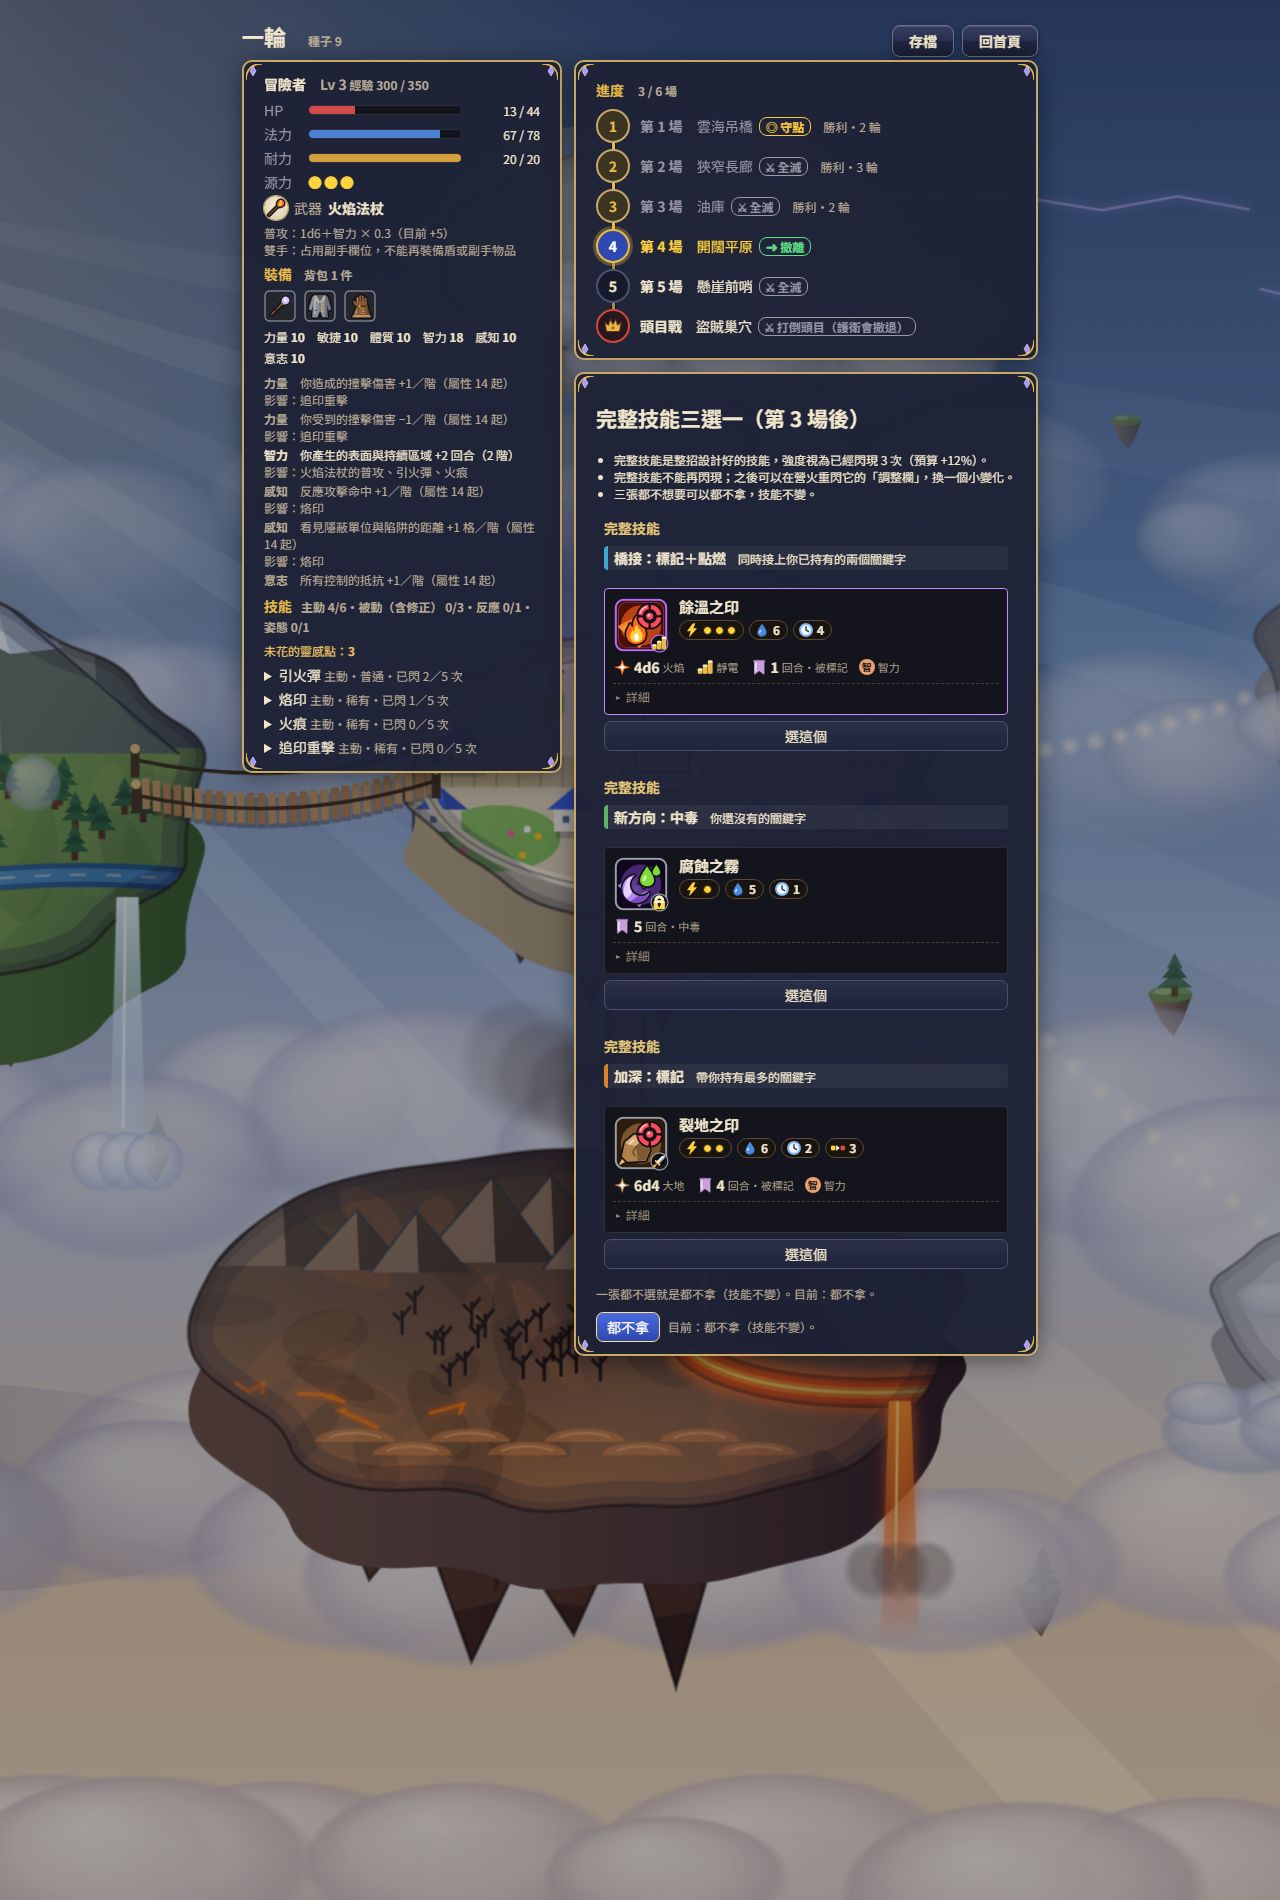 一輪 種子 9
存檔 回首頁
冒險者 Lv 3 經驗 300 / 350
HP 13 / 44
法力 67 / 78
耐力 20 / 20
源力
武器 火焰法杖
普攻：1d6＋智力 × 0.3（目前 +5）
雙手：占用副手欄位，不能再裝備盾或副手物品
裝備 背包 1 件
力量 10 敏捷 10 體質 10 智力 18 感知 10
意志 10
力量 你造成的撞擊傷害 +1／階（屬性 14 起）
影響：追印重擊
力量 你受到的撞擊傷害 −1／階（屬性 14 起）
影響：追印重擊
智力 你產生的表面與持續區域 +2 回合（2 階）
影響：火焰法杖的普攻、引火彈、火痕
感知 反應攻擊命中 +1／階（屬性 14 起）
影響：烙印
感知 看見隱蔽單位與陷阱的距離 +1 格／階（屬性
14 起）
影響：烙印
意志 所有控制的抵抗 +1／階（屬性 14 起）
技能 主動 4/6・被動（含修正） 0/3・反應 0/1・
姿態 0/1
未花的靈感點：3
▶ 引火彈 主動・普通・已閃 2／5 次
▶ 烙印 主動・稀有・已閃 1／5 次
▶ 火痕 主動・稀有・已閃 0／5 次
▶ 追印重擊 主動・稀有・已閃 0／5 次
進度 3 / 6 場
1 第 1 場 雲海吊橋 ◎ 守點 勝利・2 輪
2 第 2 場 狹窄長廊 ⚔ 全滅 勝利・3 輪
3 第 3 場 油庫 ⚔ 全滅 勝利・2 輪
4 第 4 場 開闊平原 ➜ 撤離
5 第 5 場 懸崖前哨 ⚔ 全滅
頭目戰 盜賊巢穴 ⚔ 打倒頭目（護衛會撤退）
完整技能三選一（第 3 場後）
• 完整技能是整招設計好的技能，強度視為已經閃現 3 次（預算 +12%）。
• 完整技能不能再閃現；之後可以在營火重閃它的「調整欄」，換一個小變化。
• 三張都不想要可以都不拿，技能不變。
完整技能
橋接：標記＋點燃 同時接上你已持有的兩個關鍵字
餘溫之印
6 4
4d6 火焰 靜電 1 回合・被標記 智 智力
▸ 詳細
選這個
完整技能
新方向：中毒 你還沒有的關鍵字
腐蝕之霧
5 1
5 回合・中毒
▸ 詳細
選這個
完整技能
加深：標記 帶你持有最多的關鍵字
裂地之印
6 2 3
6d4 大地 4 回合・被標記 智 智力
▸ 詳細
選這個
一張都不選就是都不拿（技能不變）。目前：都不拿。
都不拿 目前：都不拿（技能不變）。